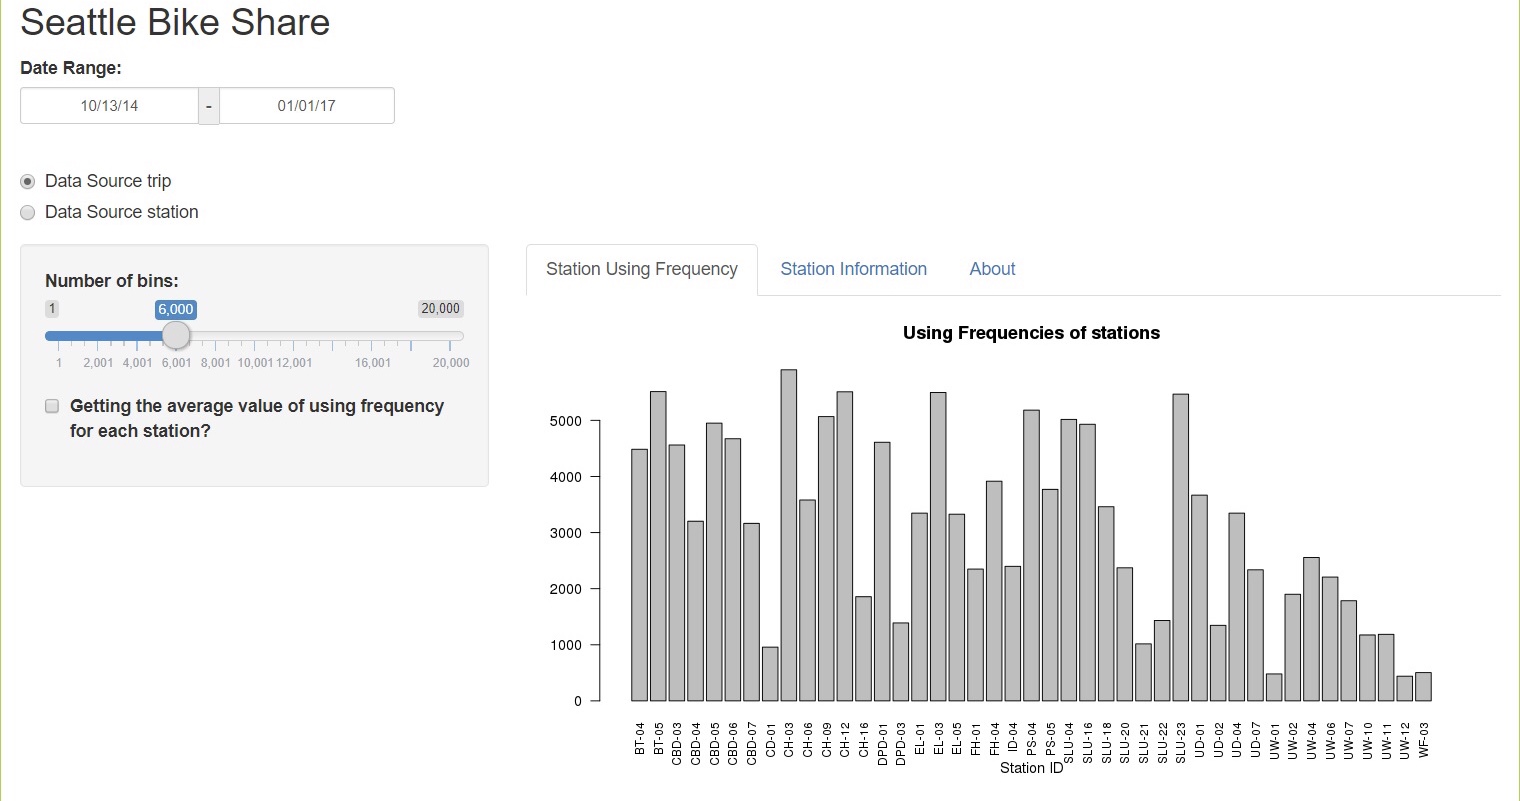 Seattle Bike Share
Date Range:
10/13/14 - 01/01/17
Data Source trip
Data Source station
Number of bins:
1 6,000 20,000
1 2,001 4,001 6,001 8,001 10,001 12,001 16,001 20,000
Getting the average value of using frequency
for each station?
Station Using Frequency Station Information About
Using Frequencies of stations
5000
4000
3000
2000
1000
0
BT-04 BT-05 CBD-03 CBD-04 CBD-05 CBD-06 CBD-07 CD-01 CH-03 CH-06 CH-09 CH-12 CH-16 DPD-01 DPD-03 EL-01 EL-03 EL-05 FH-01 FH-04 ID-04 PS-04 PS-05 SLU-04 SLU-16 SLU-18 SLU-20 SLU-21 SLU-22 SLU-23 UD-01 UD-02 UD-04 UD-07 UW-01 UW-02 UW-04 UW-06 UW-07 UW-10 UW-11 UW-12 WF-03
Station ID